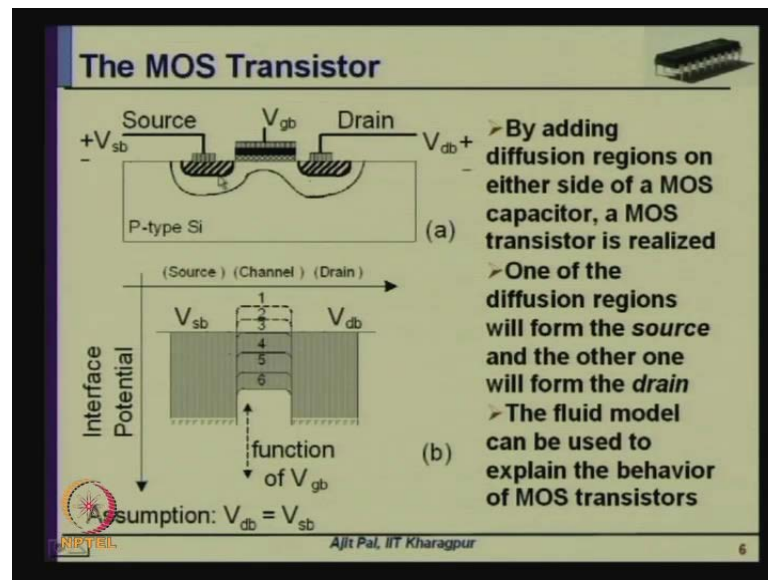 The MOS Transistor
Source V_gb Drain
+V_sb
–
V_db +
–
P-type Si
(a)
(Source) (Channel) (Drain)
1
2
3
4
5
6
V_sb
V_db
Interface
Potential
function
of V_gb
(b)
Assumption: V_db = V_sb
➢By adding
diffusion regions on
either side of a MOS
capacitor, a MOS
transistor is realized
➢One of the
diffusion regions
will form the source
and the other one
will form the drain
➢The fluid model
can be used to
explain the behavior
of MOS transistors
NPTEL
Ajit Pal, IIT Kharagpur
6